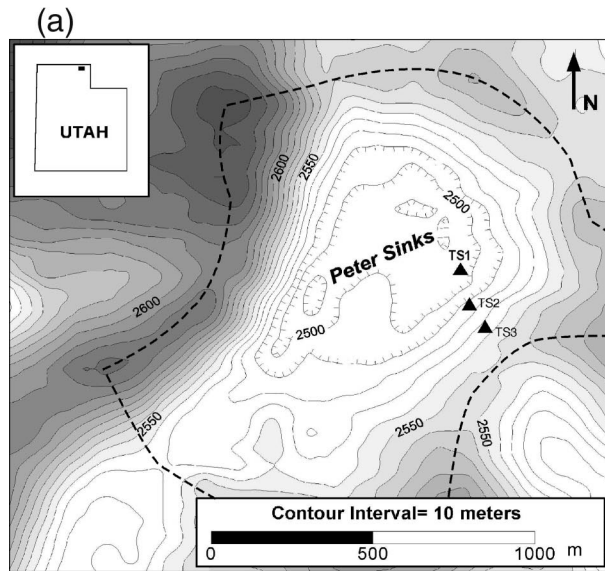 (a)
UTAH
N
2600
2550
2500
TS1
Peter Sinks
2600
TS2
TS3
2500
2550
2550
2550
Contour Interval= 10 meters
0 500 1000 m